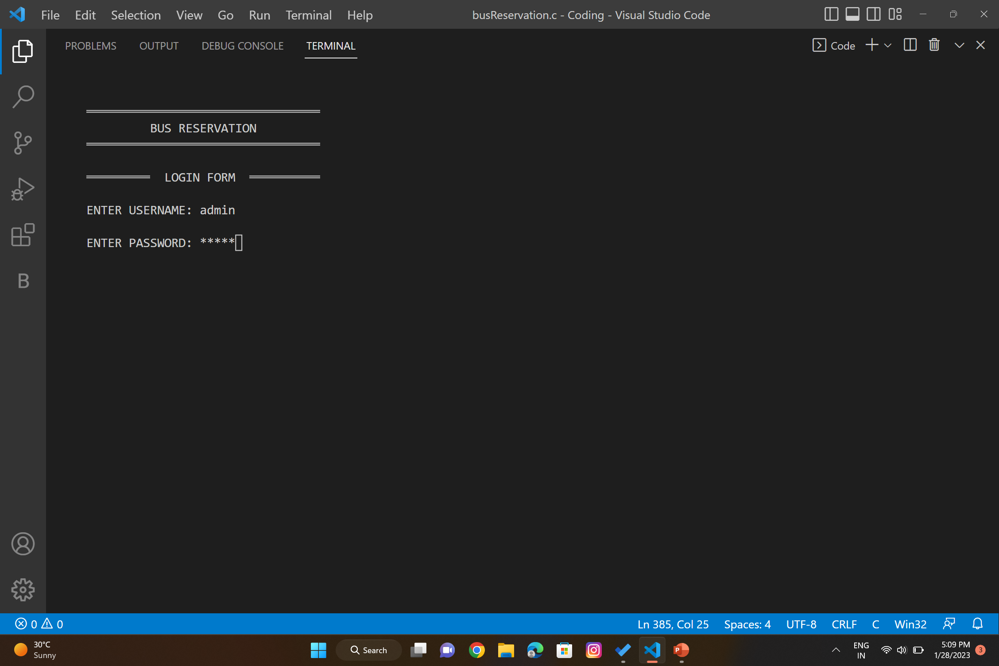 File Edit Selection View Go Run Terminal Help busReservation.c - Coding - Visual Studio Code
PROBLEMS OUTPUT DEBUG CONSOLE TERMINAL Code
BUS RESERVATION
LOGIN FORM
ENTER USERNAME: admin
ENTER PASSWORD: *****
B
0 0 Ln 385, Col 25 Spaces: 4 UTF-8 CRLF C Win32
30°C
Sunny
Search
P
ENG
IN
5:09 PM
1/28/2023
3